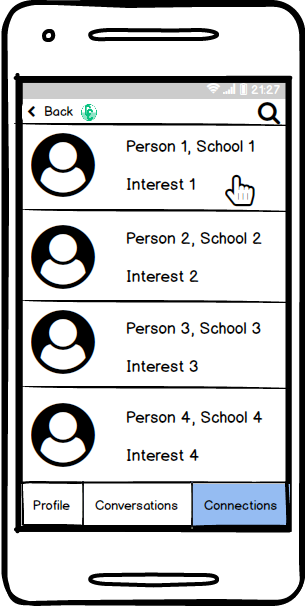 21:27
Back
Person 1, School 1
Interest 1
Person 2, School 2
Interest 2
Person 3, School 3
Interest 3
Person 4, School 4
Interest 4
Profile Conversations Connections